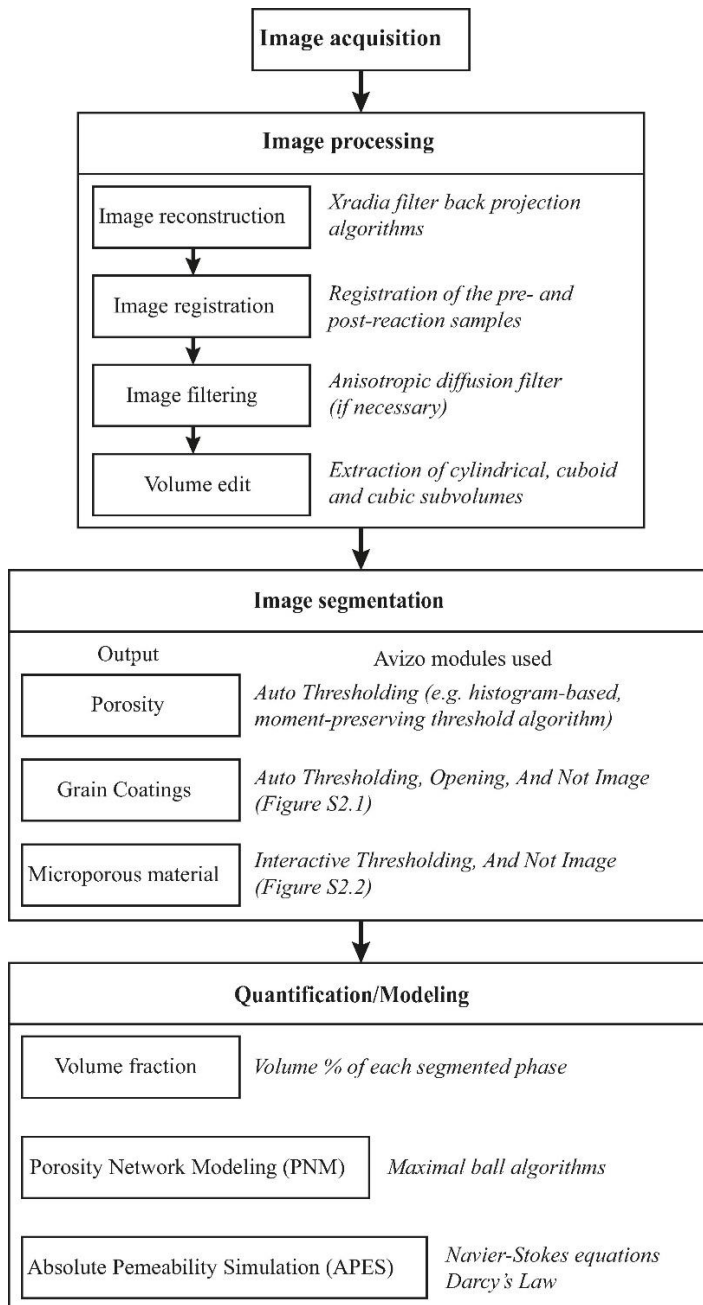 Image acquisition
Image processing
Image reconstruction
Xradia filter back projection
algorithms
Image registration
Registration of the pre- and
post-reaction samples
Image filtering
Anisotropic diffusion filter
(if necessary)
Volume edit
Extraction of cylindrical, cuboid
and cubic subvolumes
Image segmentation
Output
Avizo modules used
Porosity
Auto Thresholding (e.g. histogram-based,
moment-preserving threshold algorithm)
Grain Coatings
Auto Thresholding, Opening, And Not Image
(Figure S2.1)
Microporous material
Interactive Thresholding, And Not Image
(Figure S2.2)
Quantification/Modeling
Volume fraction
Volume % of each segmented phase
Porosity Network Modeling (PNM)
Maximal ball algorithms
Absolute Pemeability Simulation (APES)
Navier-Stokes equations
Darcy's Law